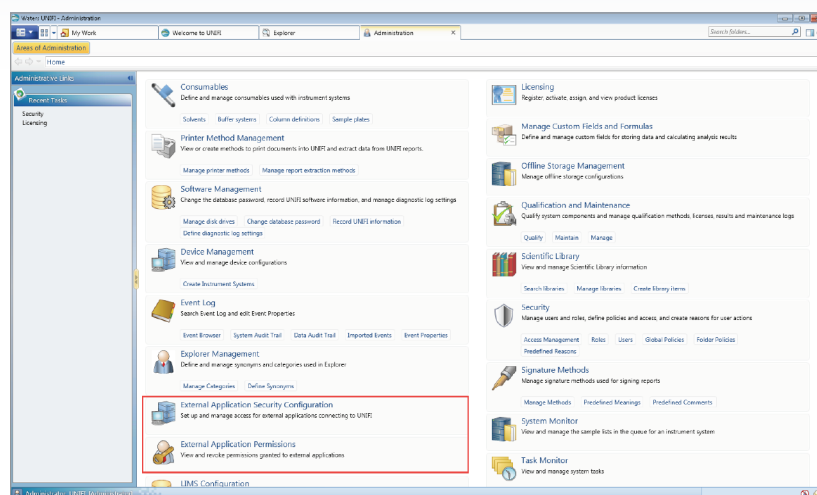 Waters UNIFI - Administration
My Work
Welcome to UNIFI
Explorer
Administration
Search folders...
Areas of Administration
Home
Administrative Links
Recent Tasks
Security
Licensing
Consumables
Define and manage consumables used with instrument systems
Solvents Buffer systems Column definitions Sample plates
Printer Method Management
View or create methods to print documents into UNIFI and extract data from UNIFI reports.
Manage printer methods Manage report extraction methods
Software Management
Change the database password, record UNIFI software information, and manage diagnostic log settings
Manage disk drives Change database password Record UNIFI information
Define diagnostic log settings
Device Management
View and manage device configurations
Create Instrument Systems
Event Log
Search Event Log and edit Event Properties
Event Browser System Audit Trail Data Audit Trail Imported Events Event Properties
Explorer Management
Define and manage synonyms and categories used in Explorer
Manage Categories Define Synonyms
External Application Security Configuration
Set up and manage access for external applications connecting to UNIFI
External Application Permissions
View and revoke permissions granted to external applications.
LIMS Configuration
Licensing
Register, activate, assign, and view product licenses
Manage Custom Fields and Formulas
Define and manage custom fields for storing data and calculating analysis results
Offline Storage Management
Manage offline storage configurations
Qualification and Maintenance
Qualify system components and manage qualification methods, licenses, results and maintenance logs
Qualify Maintain Manage
Scientific Library
View and manage Scientific Library information
Search libraries Manage libraries Create library items
Security
Manage users and roles, define policies and access, and create reasons for user actions
Access Management Roles Users Global Policies Folder Policies
Predefined Reasons
Signature Methods
Manage signature methods used for signing reports
Manage Methods Predefined Meanings Predefined Comments
System Monitor
View and manage the sample lists in the queue for an instrument system
Task Monitor
View and manage system tasks
Administrator, UNIFI (Administrator)